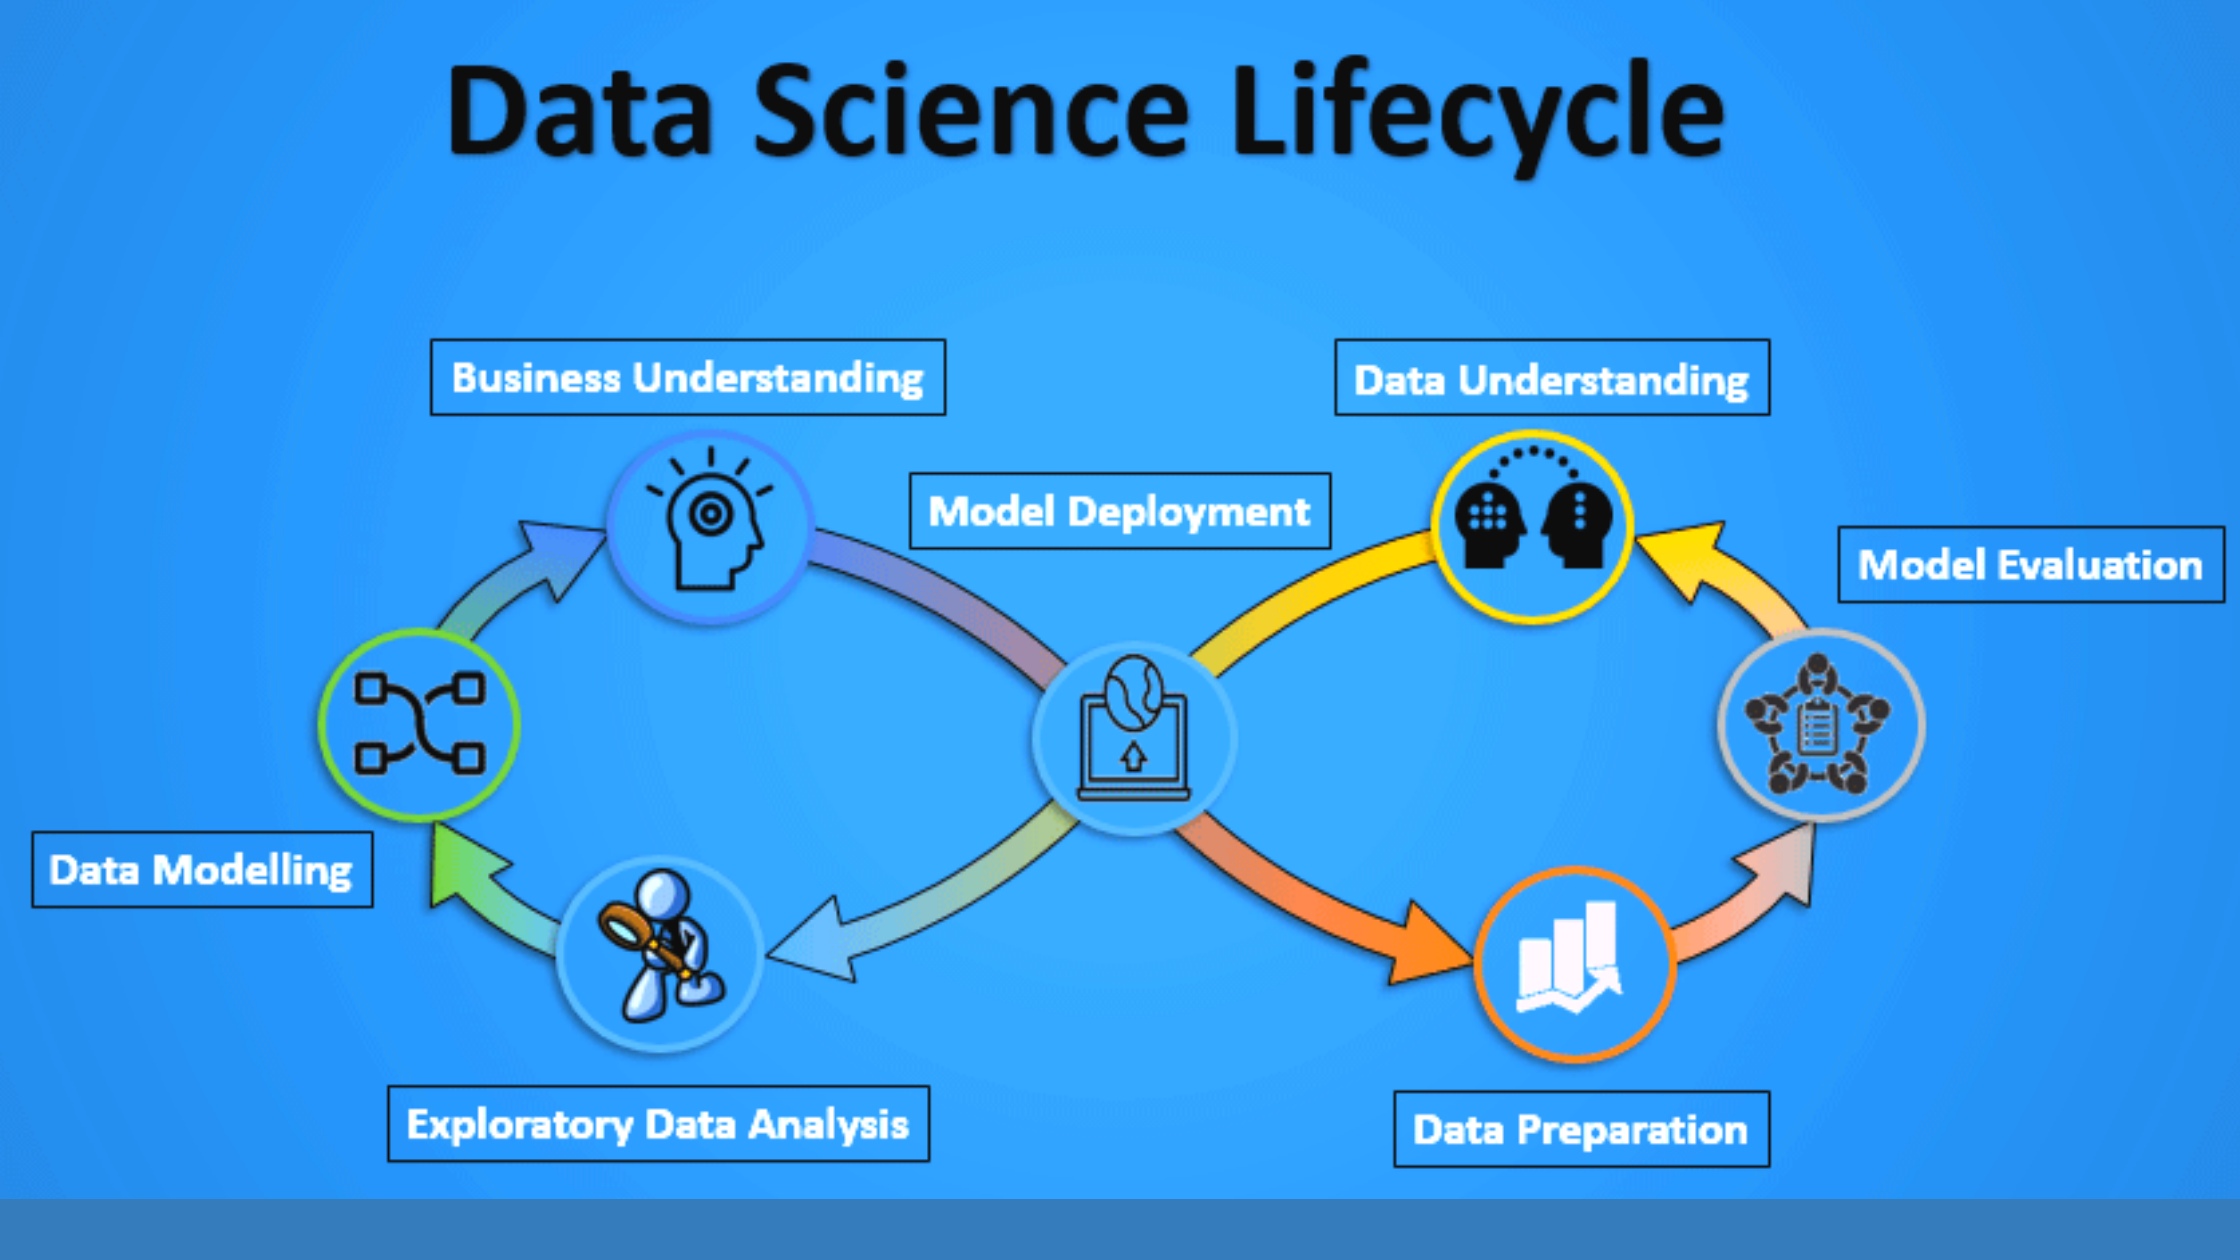 Data Science Lifecycle
Business Understanding
Data Understanding
Model Deployment
Model Evaluation
Data Modelling
Exploratory Data Analysis
Data Preparation